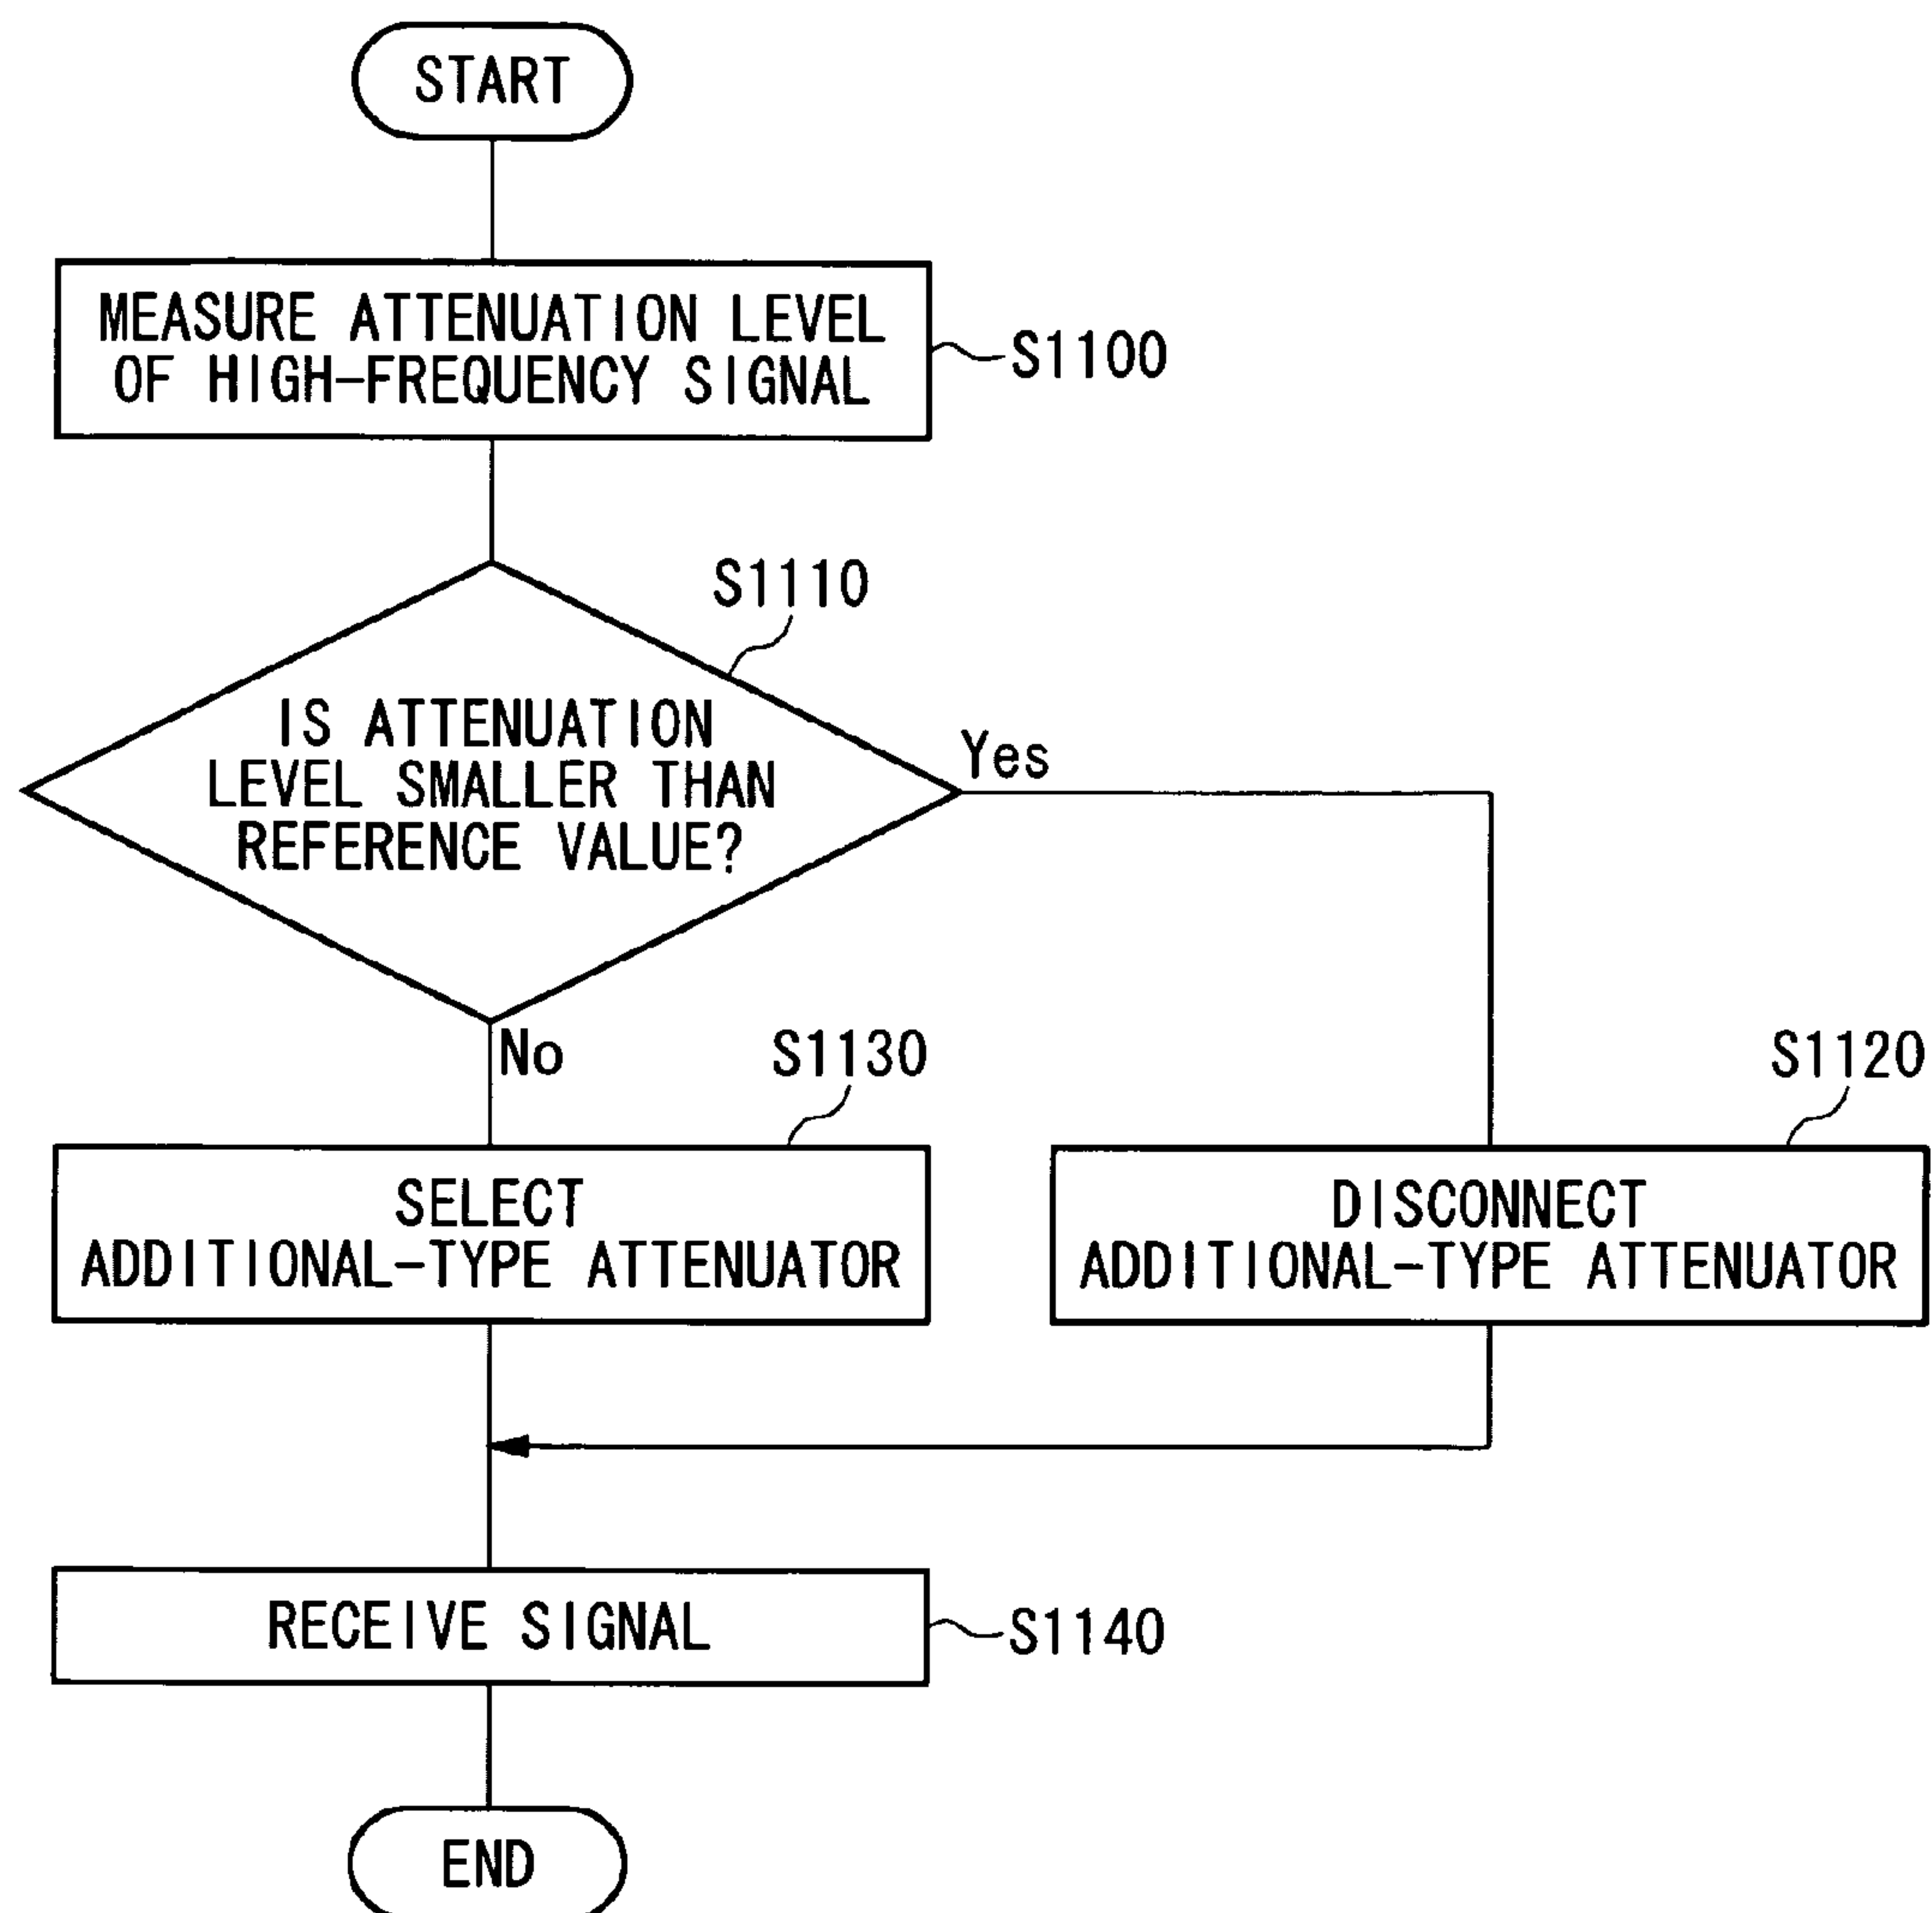 START
MEASURE ATTENUATION LEVEL
OF HIGH-FREQUENCY SIGNAL
S1100
S1110
IS ATTENUATION
LEVEL SMALLER THAN
REFERENCE VALUE?
Yes
No
S1130
S1120
SELECT
ADDITIONAL-TYPE ATTENUATOR
DISCONNECT
ADDITIONAL-TYPE ATTENUATOR
RECEIVE SIGNAL
S1140
END